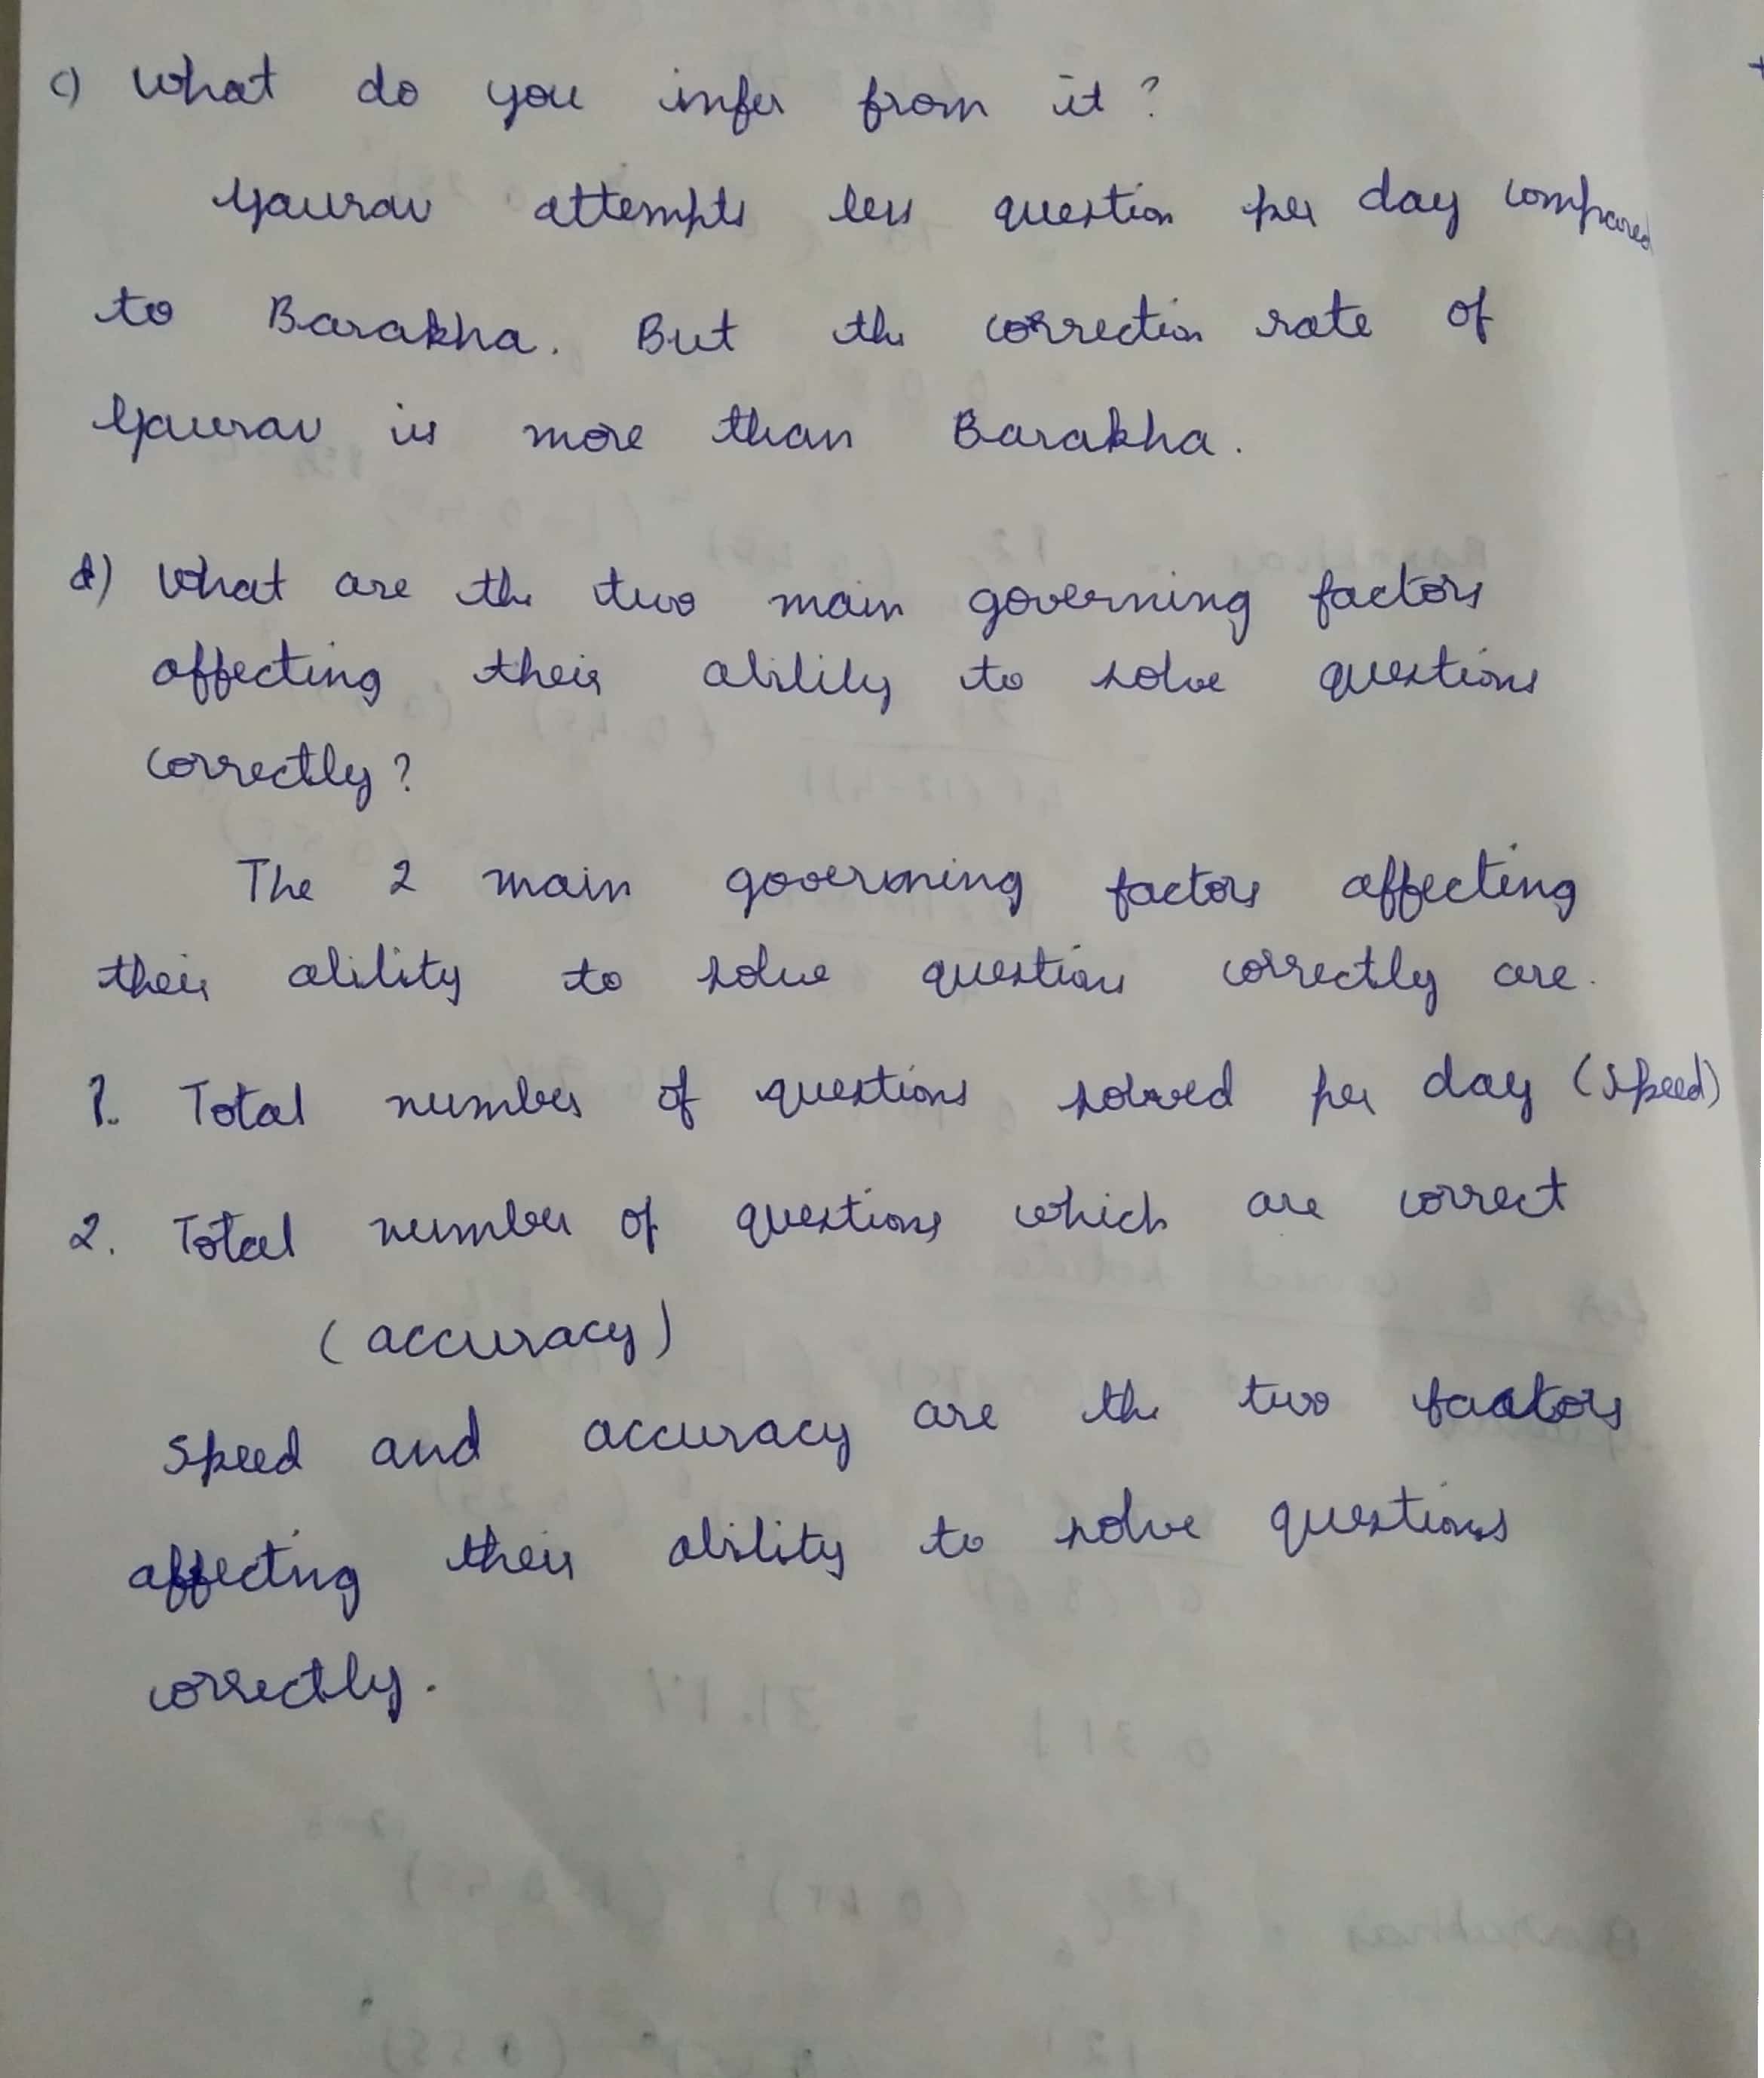 c) What do you infer from it ?
Gaurav attempts less question per day compared
to Barakha. But the correction rate of
Gaurav is more than Barakha.
d) What are the two main governing factors
affecting their ability to solve questions
correctly?
The 2 main governing factors affecting
their ability to solve questions correctly are.
1. Total number of questions solved per day (speed)
2. Total number of questions which are correct
(accuracy)
Speed and accuracy are the two factors
affecting their ability to solve questions
correctly.